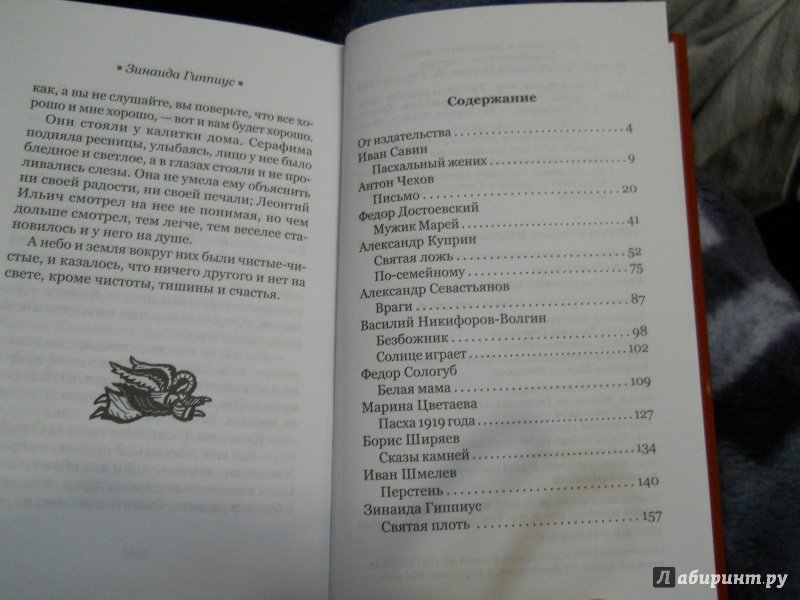 Зинаида Гиппиус
как, а вы не слушайте, вы поверьте, что все хо-
рошо и мне хорошо, — вот и вам будет хорошо.
Они стояли у калитки дома. Серафима
подняла ресницы, улыбаясь, лицо у нее было
бледное и светлое, а в глазах стояли и не про-
ливались слезы. Она не умела ему объяснить
ни своей радости, ни своей печали; Леонтий
Ильич смотрел на нее не понимая, но чем
дольше смотрел, тем легче, тем веселее ста-
новилось и у него на душе.
А небо и земля вокруг них были чистые-чи-
стые, и казалось, что ничего другого и нет на
свете, кроме чистоты, тишины и счастья.
Содержание
От издательства 4
Иван Савин
Пасхальный жених 9
Антон Чехов
Письмо 20
Федор Достоевский
Мужик Марей 41
Александр Куприн
Святая ложь 52
По-семейному 75
Александр Севастьянов
Враги 87
Василий Никифоров-Волгин
Безбожник 98
Солнце играет 102
Федор Сологуб
Белая мама 109
Марина Цветаева
Пасха 1919 года 127
Борис Ширяев
Сказы камней 134
Иван Шмелев
Перстень 140
Зинаида Гиппиус
Святая плоть 157
Лабиринт.ру